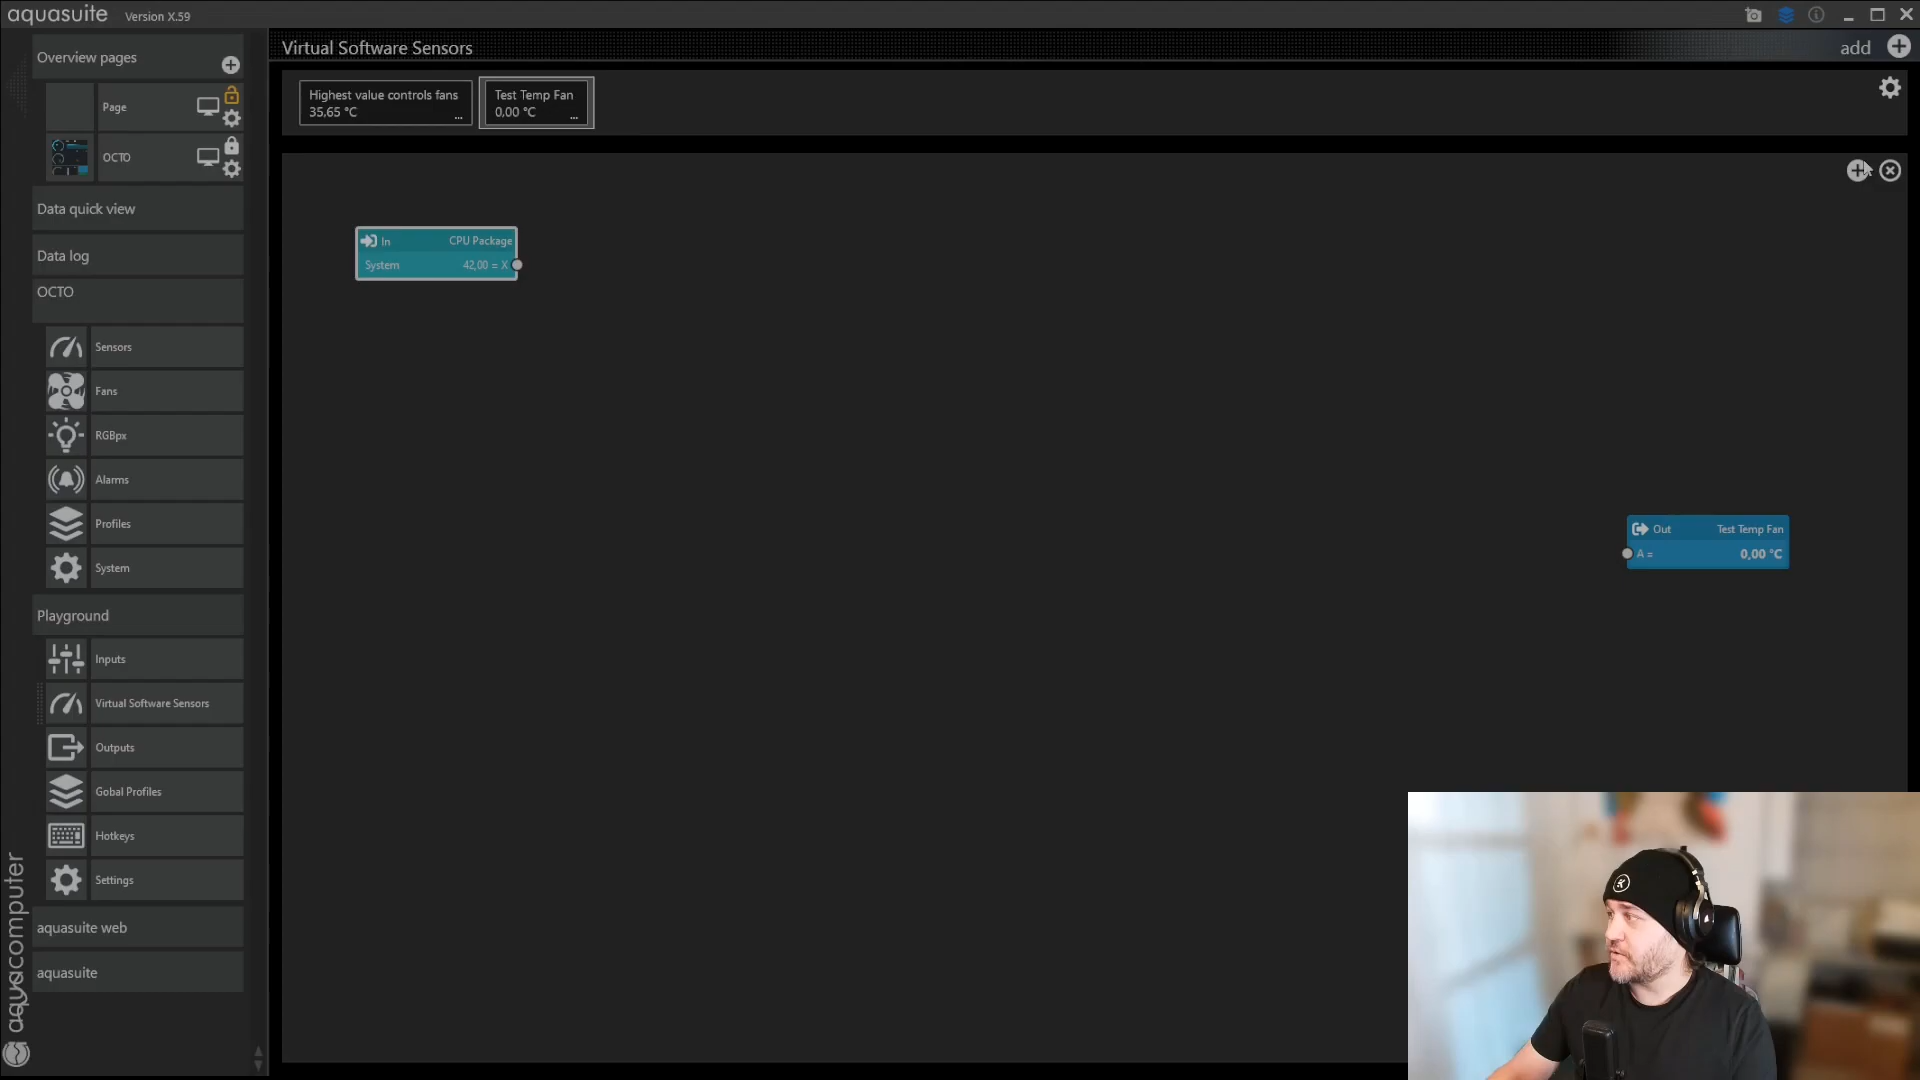 aquasuite Version X.59
Overview pages
Page
OCTO
Data quick view
Data log
OCTO
Sensors
Fans
RGBpx
Alarms
Profiles
System
Playground
Inputs
Virtual Software Sensors
Outputs
Gobal Profiles
Hotkeys
Settings
aquasuite web
aquasuite
aquacomputer
Virtual Software Sensors
add
Highest value controls fans
35,65 °C
...
Test Temp Fan
0,00 °C
...
In CPU Package
System 42,00 = X
Out Test Temp Fan
A = 0,00 °C